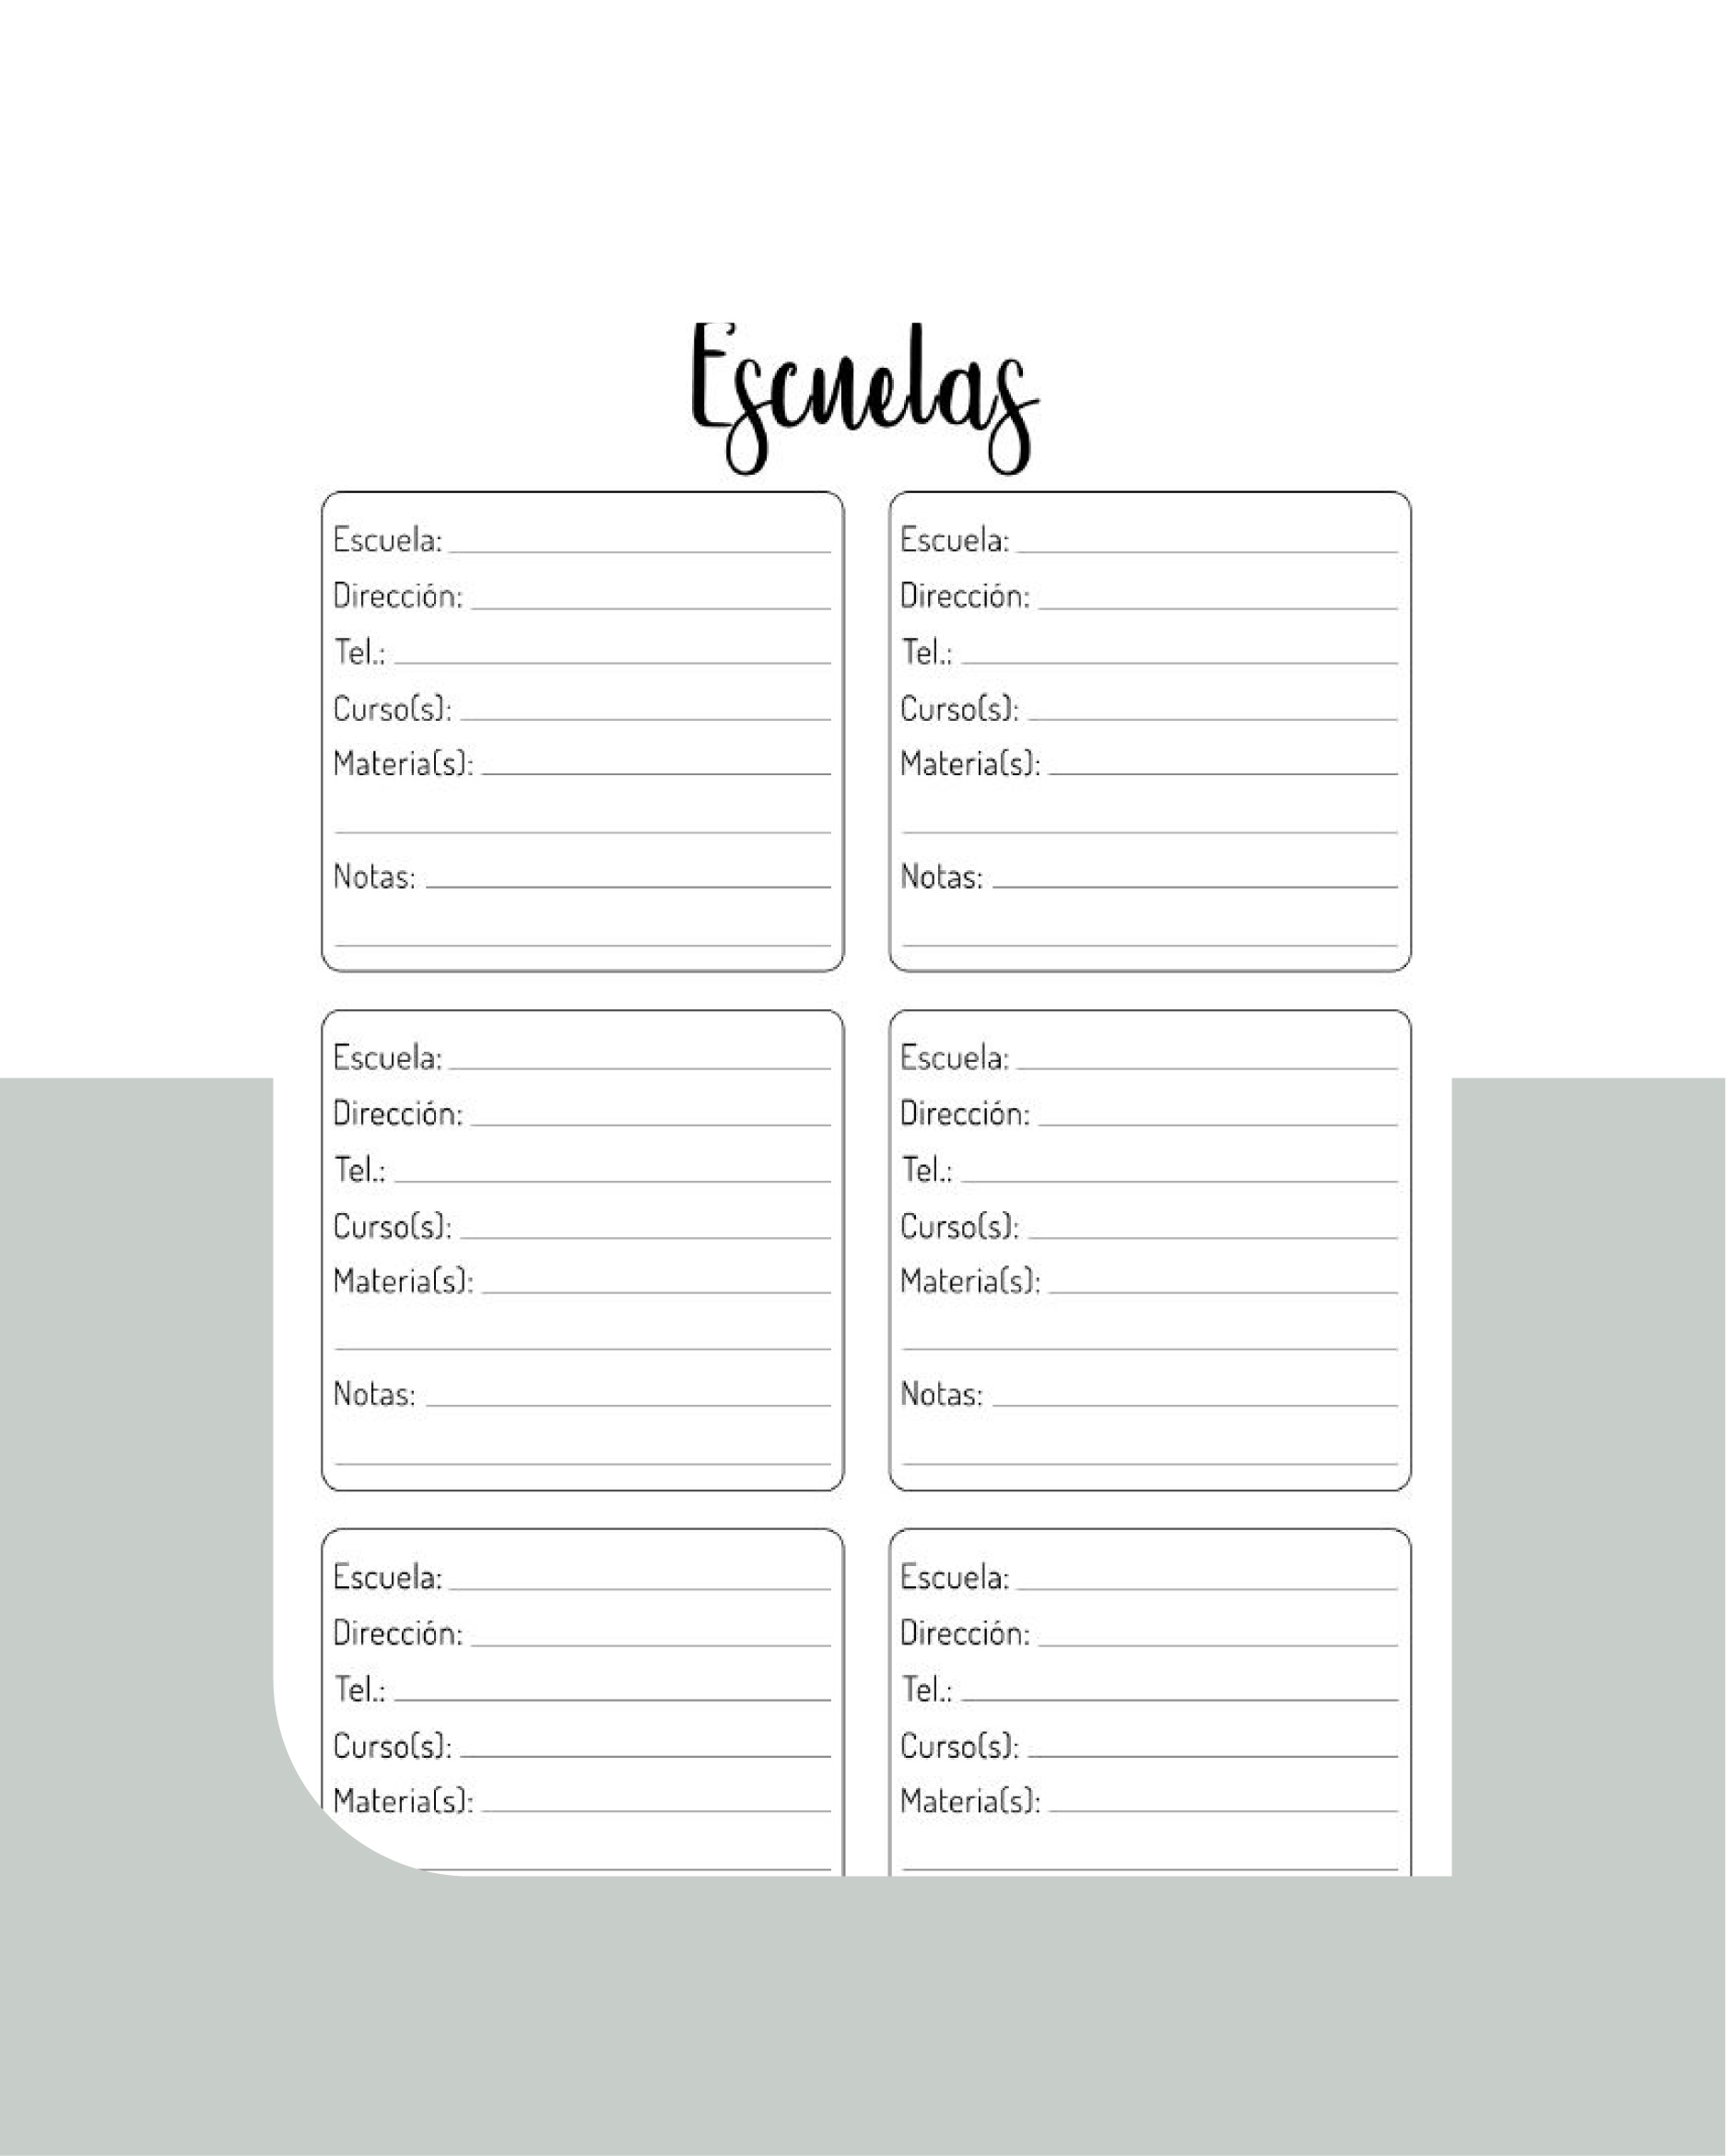 Escuelas
Escuela:
Dirección:
Tel.:
Curso(s):
Materia(s):
Notas:
Escuela:
Dirección:
Tel.:
Curso(s):
Materia(s):
Notas:
Escuela:
Dirección:
Tel.:
Curso(s):
Materia(s):
Notas:
Escuela:
Dirección:
Tel.:
Curso(s):
Materia(s):
Notas:
Escuela:
Dirección:
Tel.:
Curso(s):
Materia(s):
Escuela:
Dirección:
Tel.:
Curso(s):
Materia(s):